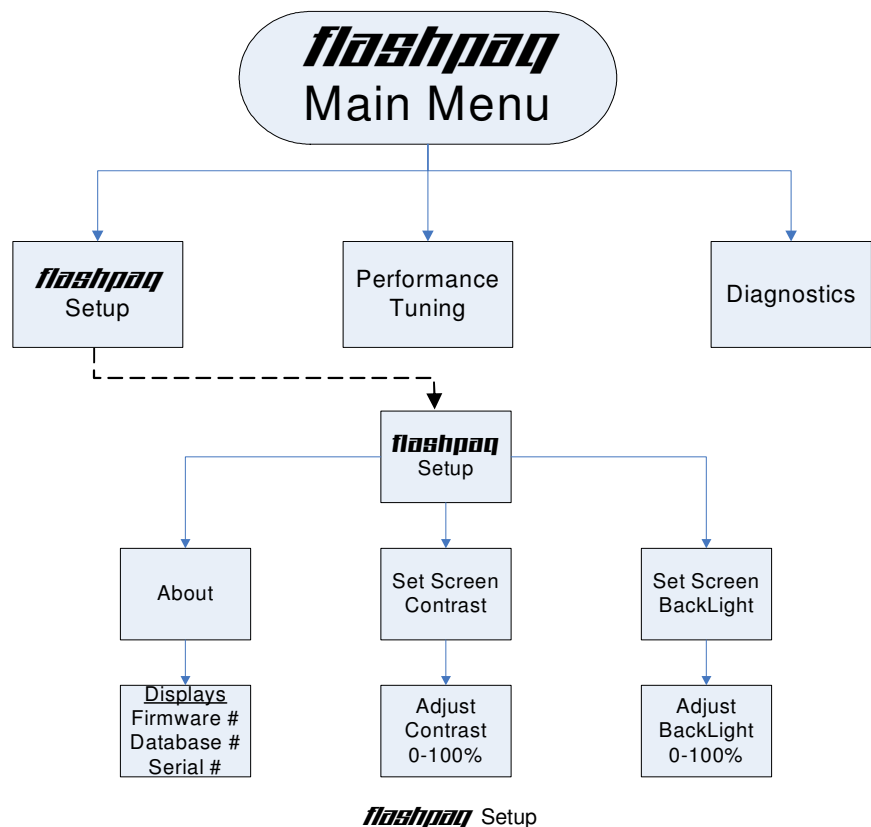 flashpaq
Main Menu
flashpaq
Setup
Performance
Tuning
Diagnostics
flashpaq
Setup
About
Set Screen
Contrast
Set Screen
BackLight
Displays
Firmware #
Database #
Serial #
Adjust
Contrast
0-100%
Adjust
BackLight
0-100%
flashpaq Setup